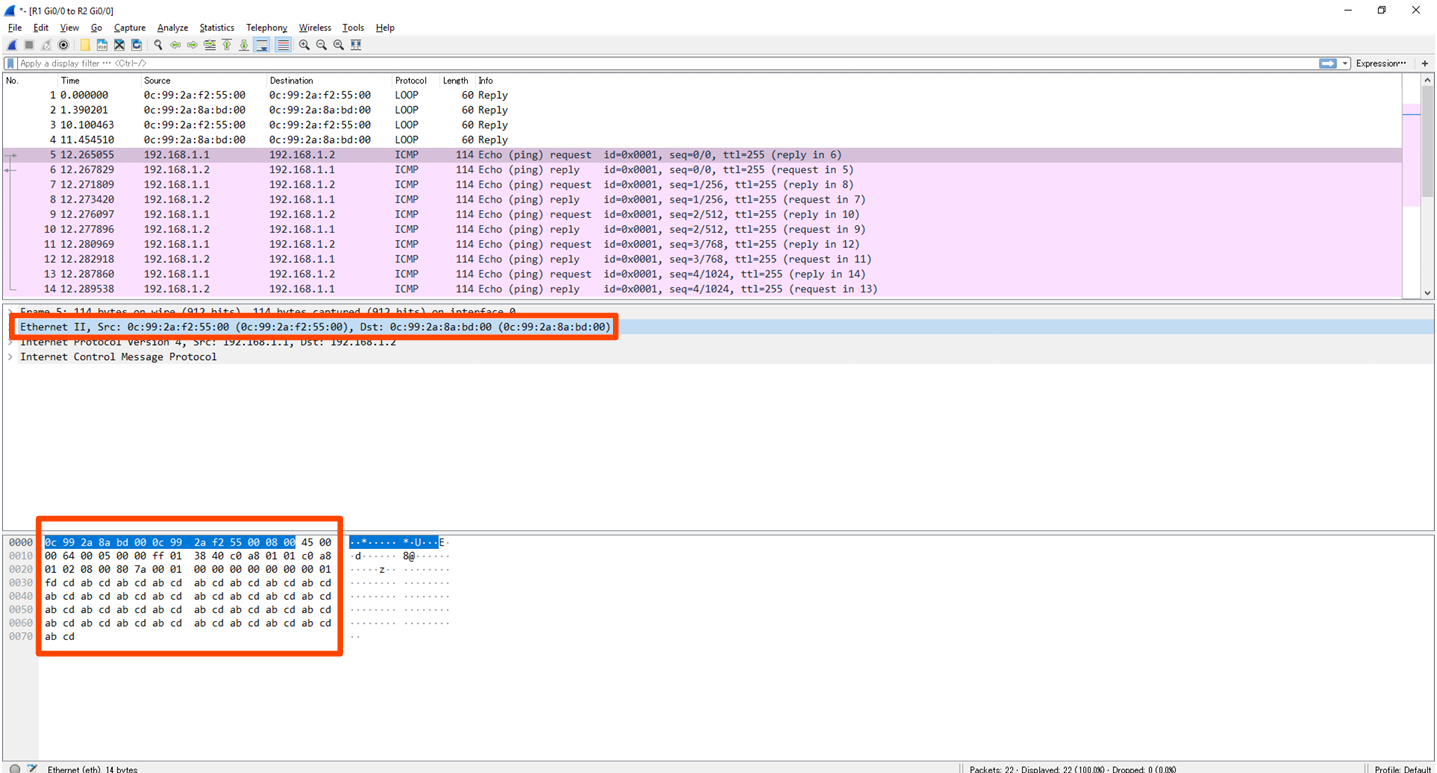 *- [R1 Gi0/0 to R2 Gi0/0]
File Edit View Go Capture Analyze Statistics Telephony Wireless Tools Help
Apply a display filter ··· <Ctrl-/> Expression··· +
No. Time Source Destination Protocol Length Info
1 0.000000 0c:99:2a:f2:55:00 0c:99:2a:f2:55:00 LOOP 60 Reply
2 1.390201 0c:99:2a:8a:bd:00 0c:99:2a:8a:bd:00 LOOP 60 Reply
3 10.100463 0c:99:2a:f2:55:00 0c:99:2a:f2:55:00 LOOP 60 Reply
4 11.454510 0c:99:2a:8a:bd:00 0c:99:2a:8a:bd:00 LOOP 60 Reply
5 12.265055 192.168.1.1 192.168.1.2 ICMP 114 Echo (ping) request id=0x0001, seq=0/0, ttl=255 (reply in 6)
6 12.267829 192.168.1.2 192.168.1.1 ICMP 114 Echo (ping) reply id=0x0001, seq=0/0, ttl=255 (request in 5)
7 12.271809 192.168.1.1 192.168.1.2 ICMP 114 Echo (ping) request id=0x0001, seq=1/256, ttl=255 (reply in 8)
8 12.273420 192.168.1.2 192.168.1.1 ICMP 114 Echo (ping) reply id=0x0001, seq=1/256, ttl=255 (request in 7)
9 12.276097 192.168.1.1 192.168.1.2 ICMP 114 Echo (ping) request id=0x0001, seq=2/512, ttl=255 (reply in 10)
10 12.277896 192.168.1.2 192.168.1.1 ICMP 114 Echo (ping) reply id=0x0001, seq=2/512, ttl=255 (request in 9)
11 12.280969 192.168.1.1 192.168.1.2 ICMP 114 Echo (ping) request id=0x0001, seq=3/768, ttl=255 (reply in 12)
12 12.282918 192.168.1.2 192.168.1.1 ICMP 114 Echo (ping) reply id=0x0001, seq=3/768, ttl=255 (request in 11)
13 12.287860 192.168.1.1 192.168.1.2 ICMP 114 Echo (ping) request id=0x0001, seq=4/1024, ttl=255 (reply in 14)
14 12.289538 192.168.1.2 192.168.1.1 ICMP 114 Echo (ping) reply id=0x0001, seq=4/1024, ttl=255 (request in 13)
Frame 5: 114 bytes on wire (912 bits), 114 bytes captured (912 bits) on interface 0
Ethernet II, Src: 0c:99:2a:f2:55:00 (0c:99:2a:f2:55:00), Dst: 0c:99:2a:8a:bd:00 (0c:99:2a:8a:bd:00)
Internet Protocol Version 4, Src: 192.168.1.1, Dst: 192.168.1.2
Internet Control Message Protocol
0000 0c 99 2a 8a bd 00 0c 99 2a f2 55 00 08 00 45 00 ··*····· *·U···E·
0010 00 64 00 05 00 00 ff 01 38 40 c0 a8 01 01 c0 a8 ·d······ 8@······
0020 01 02 08 00 80 7a 00 01 00 00 00 00 00 00 00 01 ·····z·· ········
0030 fd cd ab cd ab cd ab cd ab cd ab cd ab cd ab cd ········ ········
0040 ab cd ab cd ab cd ab cd ab cd ab cd ab cd ab cd ········ ········
0050 ab cd ab cd ab cd ab cd ab cd ab cd ab cd ab cd ········ ········
0060 ab cd ab cd ab cd ab cd ab cd ab cd ab cd ab cd ········ ········
0070 ab cd ··
Ethernet (eth), 14 bytes Packets: 22 · Displayed: 22 (100.0%) · Dropped: 0 (0.0%) Profile: Default